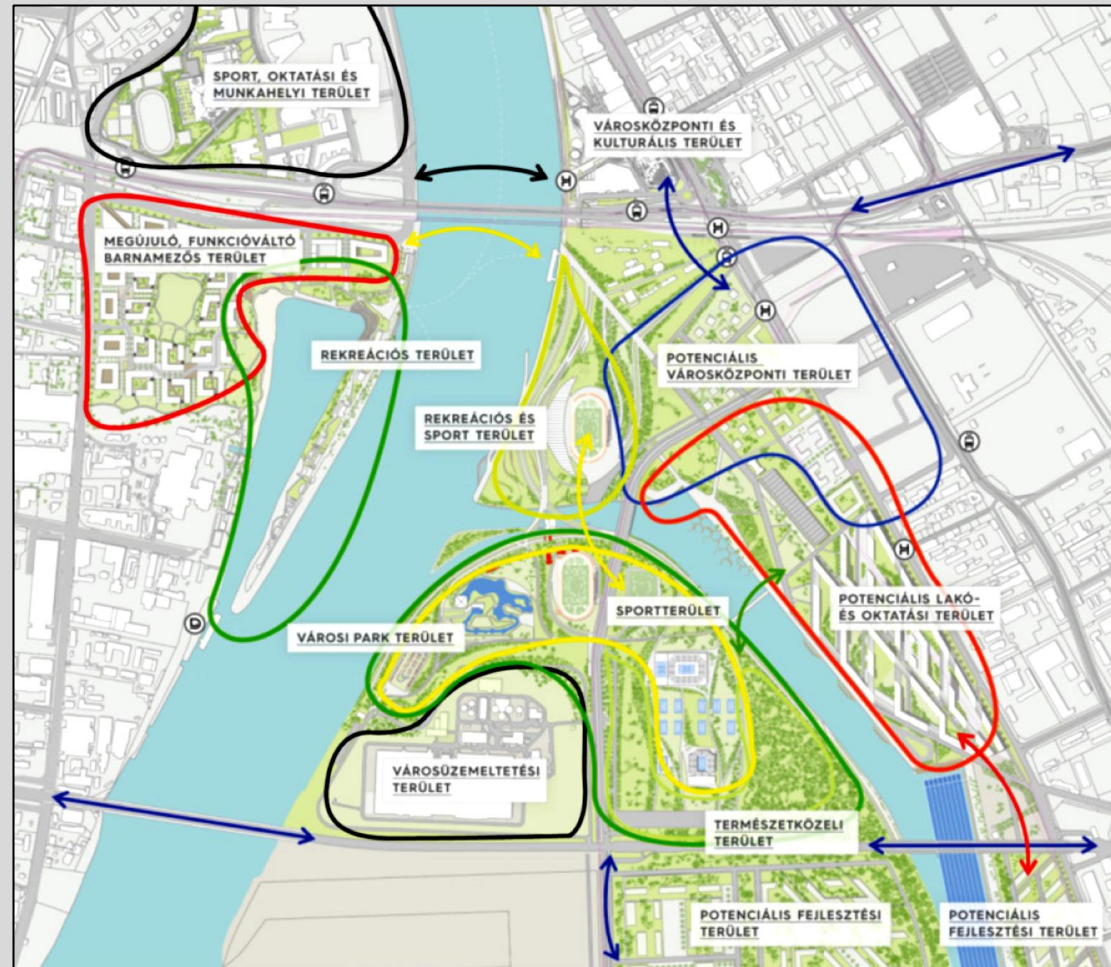 SPORT, OKTATÁSI ÉS
MUNKAHELYI TERÜLET
VÁROSKÖZPONTI ÉS
KULTURÁLIS TERÜLET
H
H
MEGÚJULÓ, FUNKCIÓVÁLTÓ
BARNAMEZŐS TERÜLET
H
REKREÁCIÓS TERÜLET
POTENCIÁLIS
VÁROSKÖZPONTI TERÜLET
REKREÁCIÓS ÉS
SPORT TERÜLET
H
POTENCIÁLIS LAKÓ-
ÉS OKTATÁSI TERÜLET
SPORTTERÜLET
D
VÁROSI PARK TERÜLET
VÁROSÜZEMELTETÉSI
TERÜLET
TERMÉSZETKÖZELI
TERÜLET
POTENCIÁLIS FEJLESZTÉSI
TERÜLET
POTENCIÁLIS
FEJLESZTÉSI TERÜLET